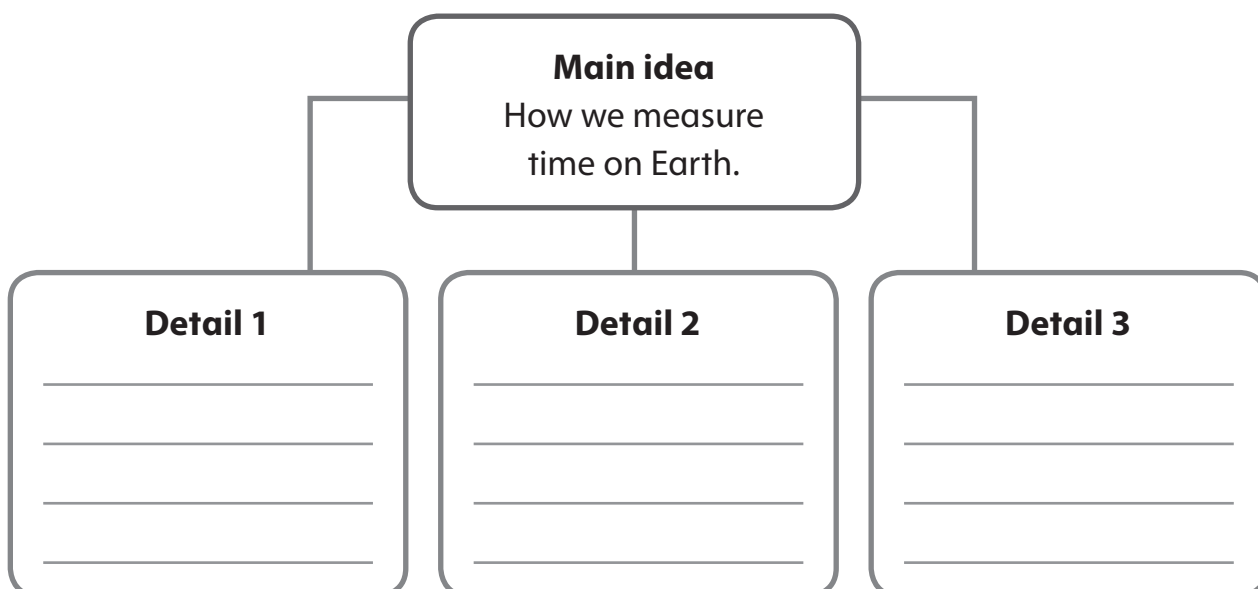 Main idea
How we measure
time on Earth.
Detail 1
Detail 2
Detail 3